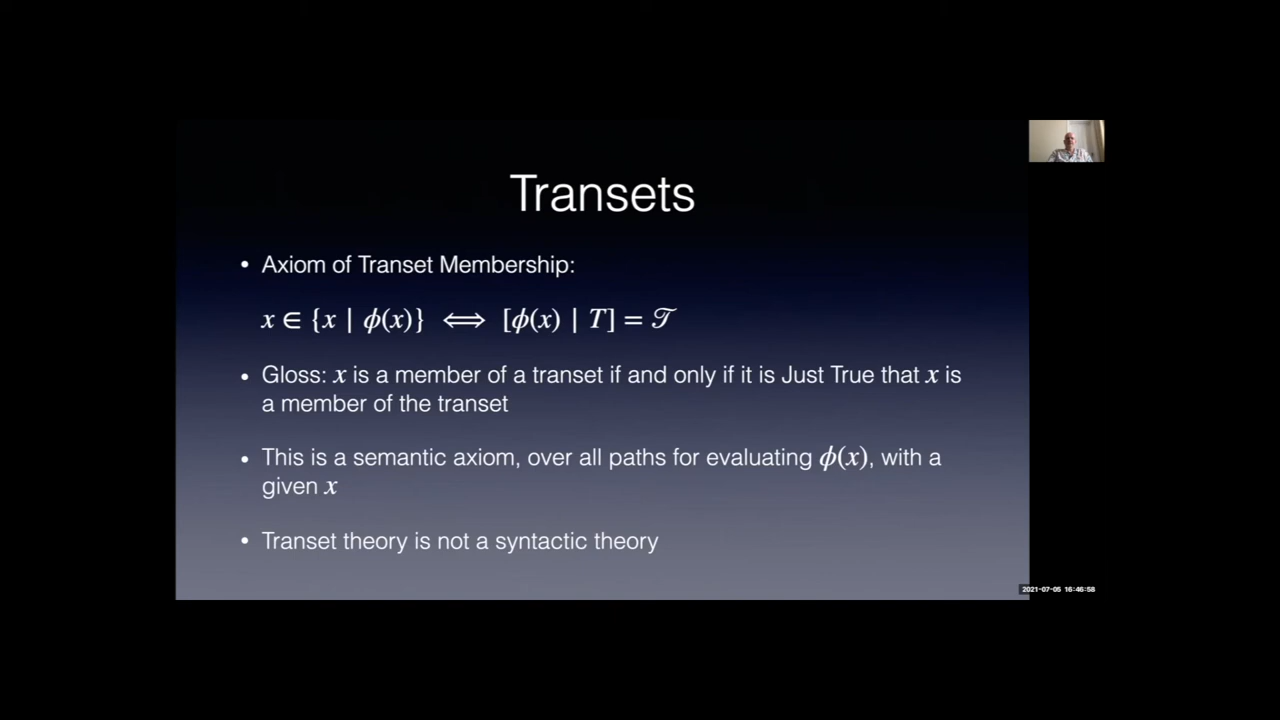 Transets
• Axiom of Transet Membership:
x ∈ {x | ϕ(x)} ⟺ [ϕ(x) | T] = 𝒯
• Gloss: x is a member of a transet if and only if it is Just True that x is
a member of the transet
• This is a semantic axiom, over all paths for evaluating ϕ(x), with a
given x
• Transet theory is not a syntactic theory
2021-07-05 16:46:58